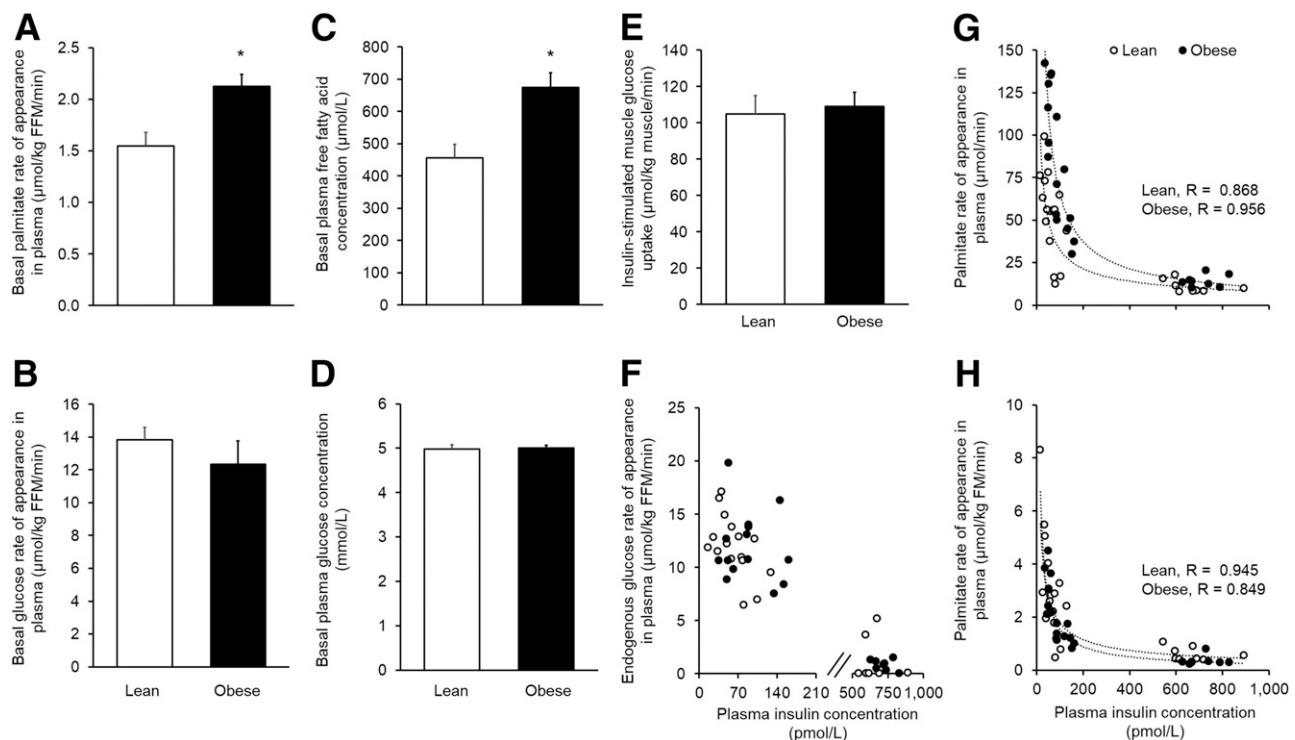 A
Basal palmitate rate of appearance
in plasma (µmol/kg FFM/min)
2.5
2.0
1.5
1.0
0.5
0.0
*
C
Basal plasma free fatty acid
concentration (µmol/L)
800
700
600
500
400
300
200
100
0
*
E
Insulin-stimulated muscle glucose
uptake (µmol/kg muscle/min)
140
120
100
80
60
40
20
0
Lean Obese
G
Palmitate rate of appearance in
plasma (µmol/min)
150
125
100
75
50
25
0
Lean Obese
Lean, R = 0.868
Obese, R = 0.956
0 200 400 600 800 1,000
B
Basal glucose rate of appearance in
plasma (µmol/kg FFM/min)
16
14
12
10
8
6
4
2
0
Lean Obese
D
Basal plasma glucose concentration
(mmol/L)
6
5
4
3
2
1
0
Lean Obese
F
Endogenous glucose rate of appearance
in plasma (µmol/kg FFM/min)
25
20
15
10
5
0
0 70 140 210 500 750 1,000
Plasma insulin concentration
(pmol/L)
H
Palmitate rate of appearance in
plasma (µmol/kg FM/min)
10
8
6
4
2
0
Lean, R = 0.945
Obese, R = 0.849
0 200 400 600 800 1,000
Plasma insulin concentration
(pmol/L)